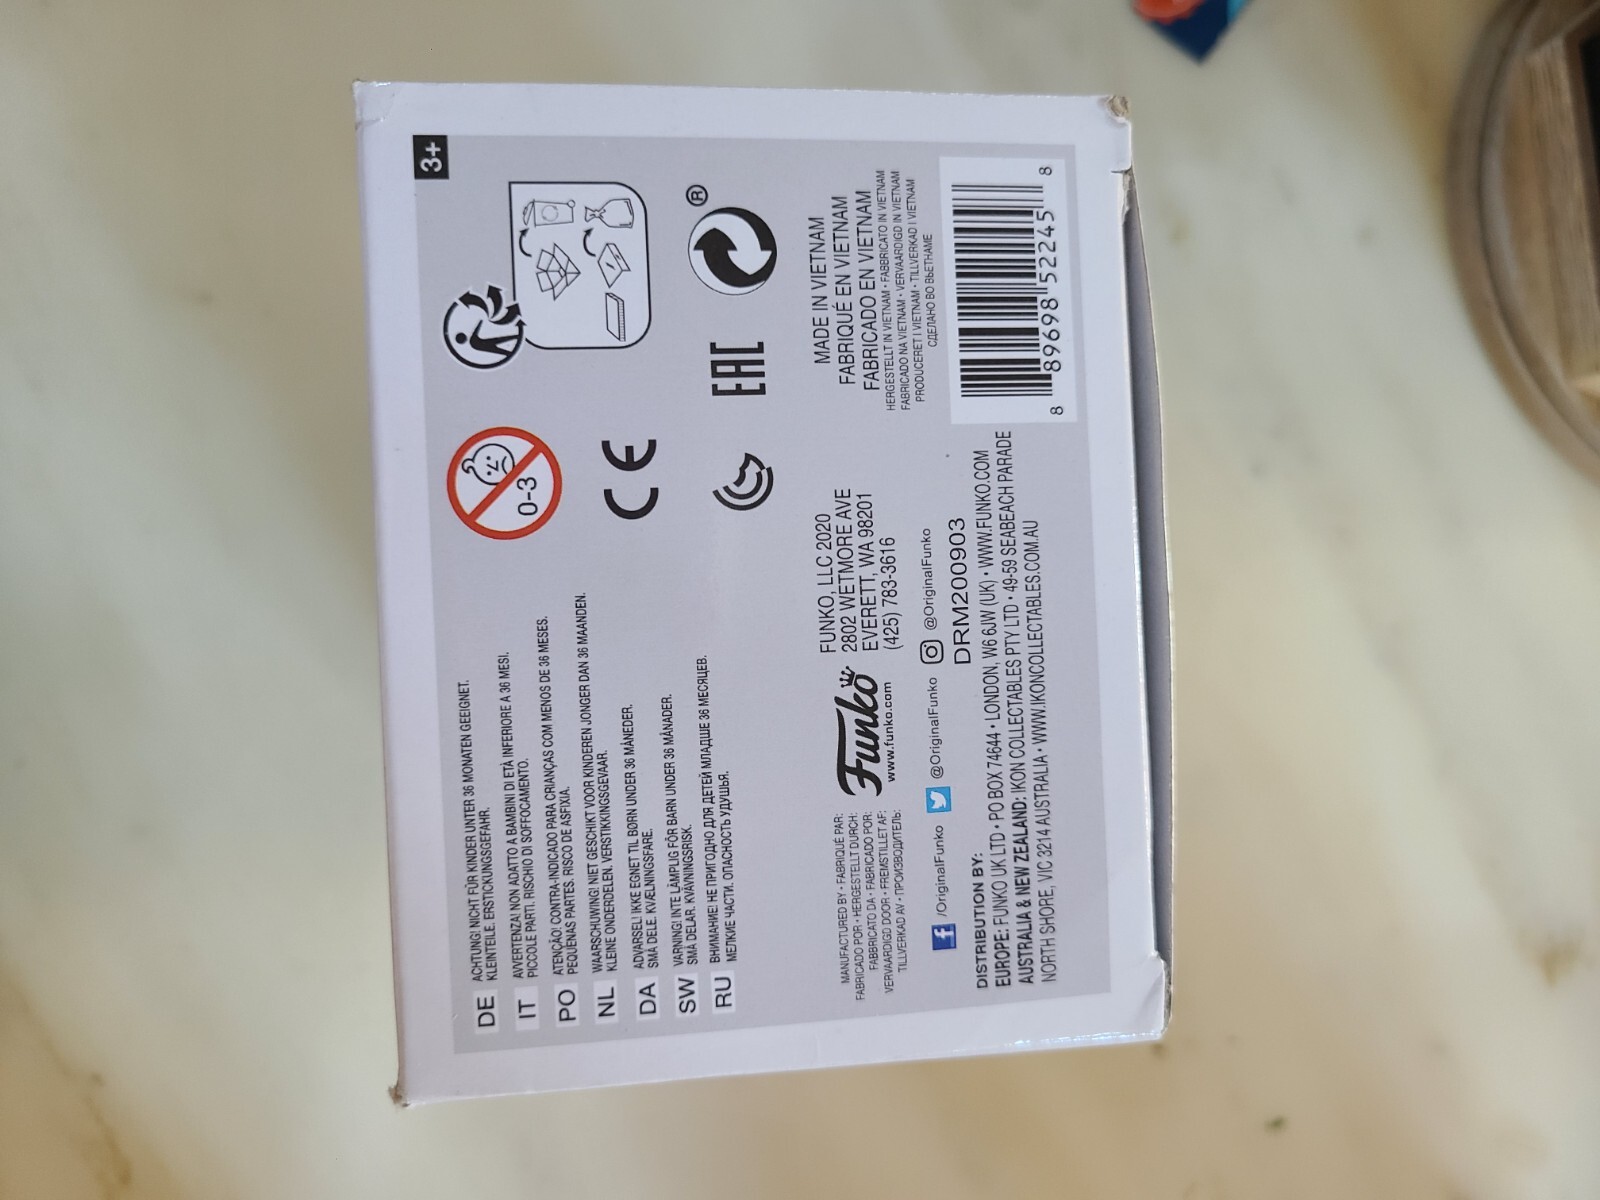 3+
DE
ACHTUNG! NICHT FÜR KINDER UNTER 36 MONATEN GEEIGNET.
KLEINTEILE. ERSTICKUNGSGEFAHR.
IT
AVVERTENZA! NON ADATTO A BAMBINI DI ETÀ INFERIORE A 36 MESI.
PICCOLE PARTI. RISCHIO DI SOFFOCAMENTO.
PO
ATENÇÃO! CONTRA-INDICADO PARA CRIANÇAS COM MENOS DE 36 MESES.
PEQUENAS PARTES. RISCO DE ASFIXIA.
NL
WAARSCHUWING! NIET GESCHIKT VOOR KINDEREN JONGER DAN 36 MAANDEN.
KLEINE ONDERDELEN. VERSTIKKINGSGEVAAR.
DA
ADVARSEL! IKKE EGNET TIL BØRN UNDER 36 MÅNEDER.
SMÅ DELE. KVÆLNINGSFARE.
SW
VARNING! INTE LÄMPLIG FÖR BARN UNDER 36 MÅNADER.
SMÅ DELAR. KVÄVNINGSRISK.
RU
ВНИМАНИЕ! НЕ ПРИГОДНО ДЛЯ ДЕТЕЙ МЛАДШЕ 36 МЕСЯЦЕВ.
МЕЛКИЕ ЧАСТИ. ОПАСНОСТЬ УДУШЬЯ.
0-3
CE
EAC
®
MANUFACTURED BY • FABRIQUÉ PAR:
FABRICADO POR • HERGESTELLT DURCH:
FABBRICATO DA • FABRICADO POR:
VERVAARDIGD DOOR • FREMSTILLET AF:
TILLVERKAD AV • ПРОИЗВОДИТЕЛЬ:
Funko
www.funko.com
FUNKO, LLC 2020
2802 WETMORE AVE
EVERETT, WA 98201
(425) 783-3616
MADE IN VIETNAM
FABRIQUÉ EN VIETNAM
FABRICADO EN VIETNAM
HERGESTELLT IN VIETNAM • FABBRICATO IN VIETNAM
FABRICADO NA VIETNAM • VERVAARDIGD IN VIETNAM
PRODUCERET I VIETNAM • TILLVERKAD I VIETNAM
СДЕЛАНО ВО ВЬЕТНАМЕ
/OriginalFunko @OriginalFunko @OriginalFunko
DRM200903
DISTRIBUTION BY:
EUROPE: FUNKO UK LTD • PO BOX 74644 • LONDON, W6 6JW (UK) • WWW.FUNKO.COM
AUSTRALIA & NEW ZEALAND: IKON COLLECTABLES PTY LTD • 49-59 SEABEACH PARADE
NORTH SHORE, VIC 3214 AUSTRALIA • WWW.IKONCOLLECTABLES.COM.AU
8 89698 52245 8